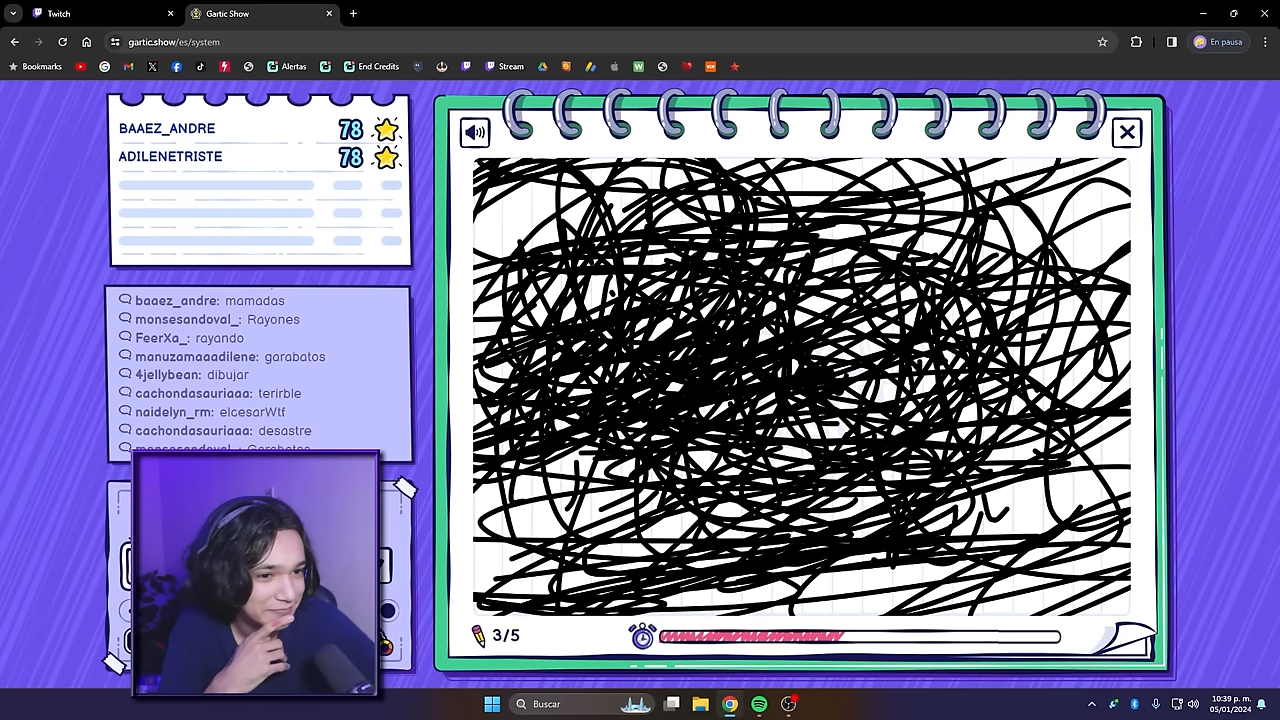 Twitch
Gartic Show
gartic.show/es/system
En pausa
Bookmarks
Alertas
End Credits
Stream
BAAEZ_ANDRE 78
ADILENETRISTE 78
baaez_andre: mamadas
monsesandoval_: Rayones
FeerXa_: rayando
manuzamaaadilene: garabatos
4jellybean: dibujar
cachondasauriaaa: terirble
naidelyn_rm: elcesarWtf
cachondasauriaaa: desastre
monsesandoval_: Garabatos
3/5
Buscar
10:39 p. m.
05/01/2024